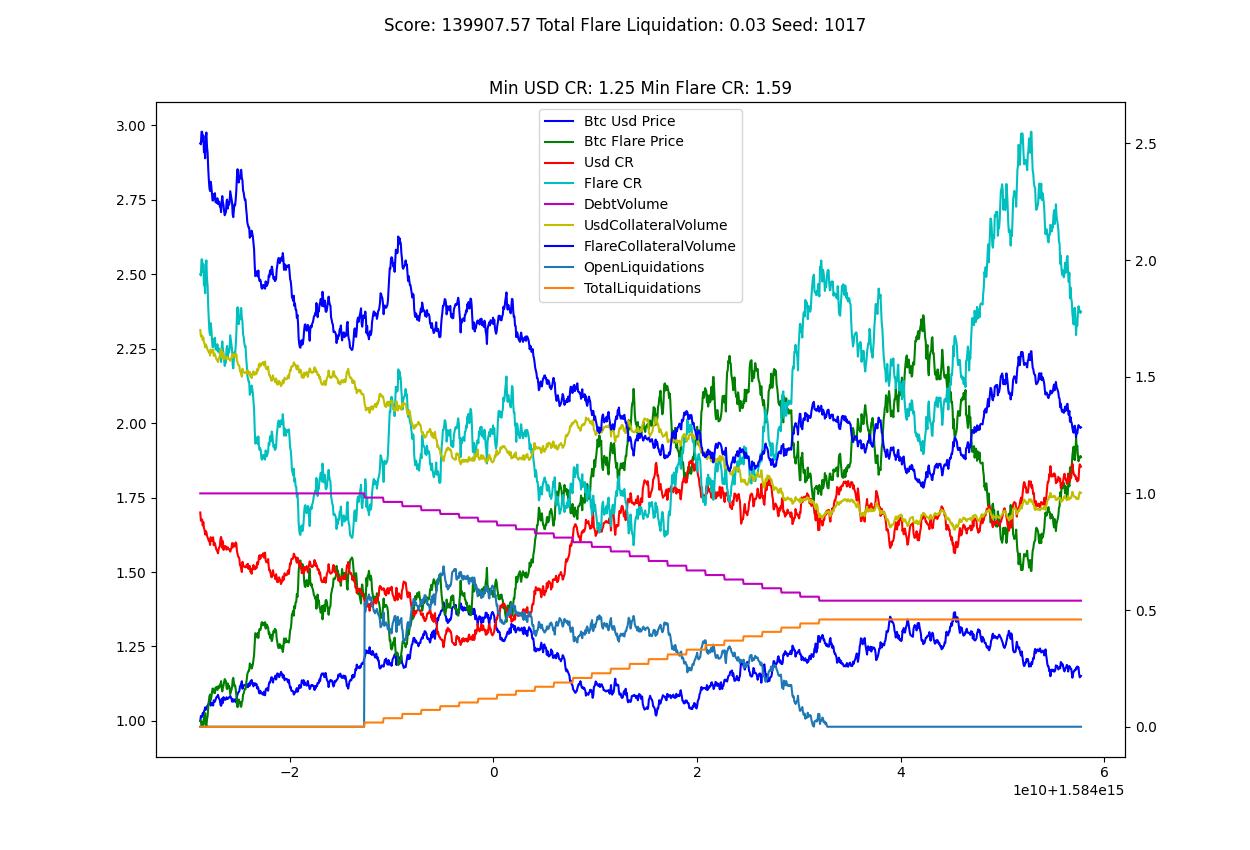 Score: 139907.57 Total Flare Liquidation: 0.03 Seed: 1017
Min USD CR: 1.25 Min Flare CR: 1.59
Btc Usd Price
Btc Flare Price
Usd CR
Flare CR
DebtVolume
UsdCollateralVolume
FlareCollateralVolume
OpenLiquidations
TotalLiquidations
3.00
2.75
2.50
2.25
2.00
1.75
1.50
1.25
1.00
2.5
2.0
1.5
1.0
0.5
0.0
−2
0
2
4
6
1e10+1.584e15